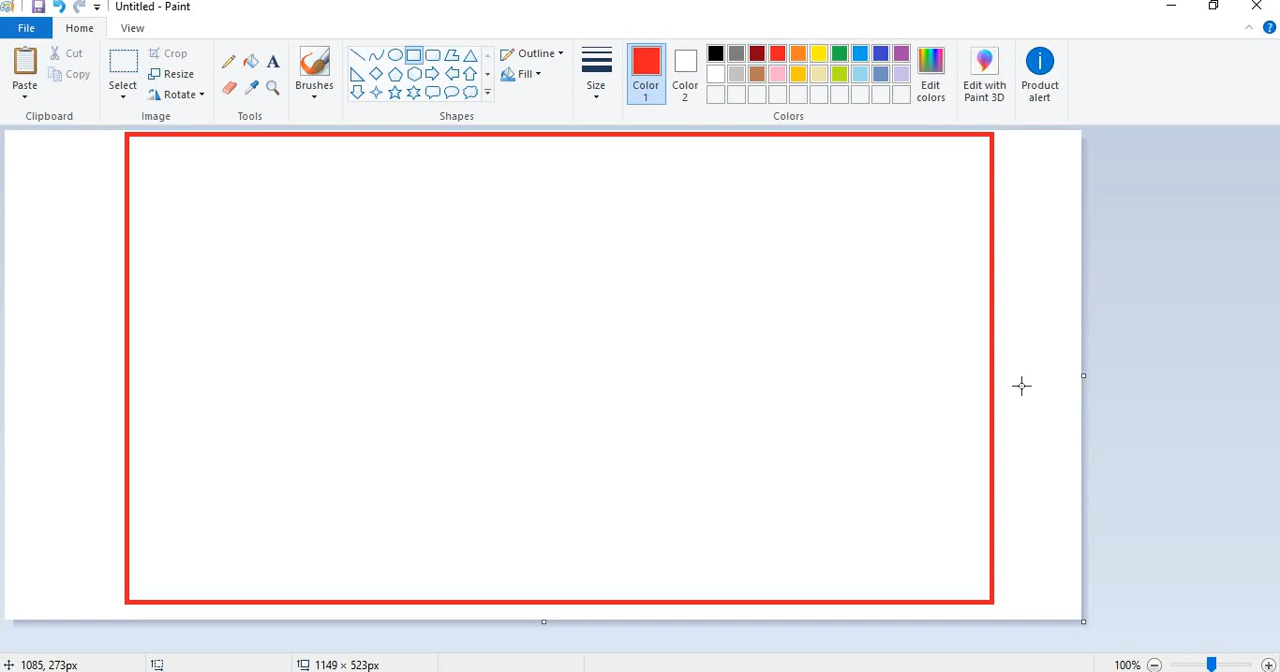 Untitled - Paint
File Home View
Paste
Cut
Copy
Clipboard
Select
Crop
Resize
Rotate
Image
A
Tools
Brushes
Outline
Fill
Shapes
Size
Color
1
Color
2
Edit
colors
Colors
Edit with
Paint 3D
Product
alert
1085, 273px
1149 × 523px
100%